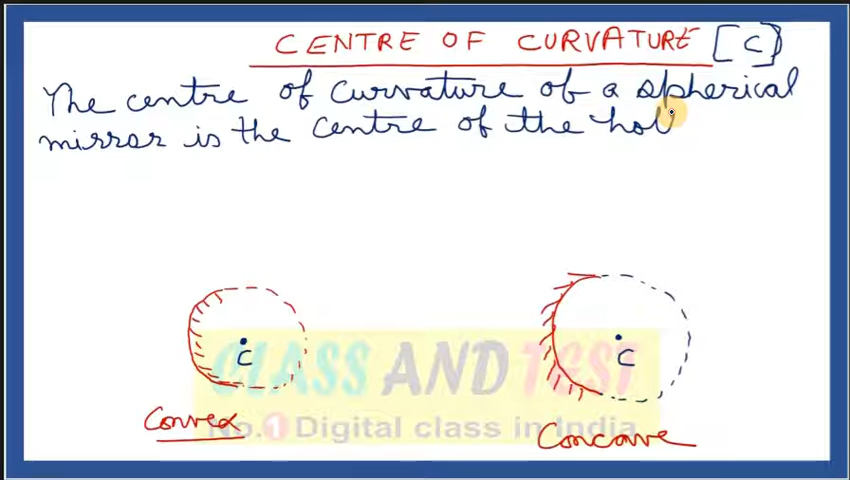 CENTRE OF CURVATURE [C]
The centre of curvature of a spherical
mirror is the centre of the hol
C
C
CLASS AND TEST
Convex
No.1 Digital class in India
Concave